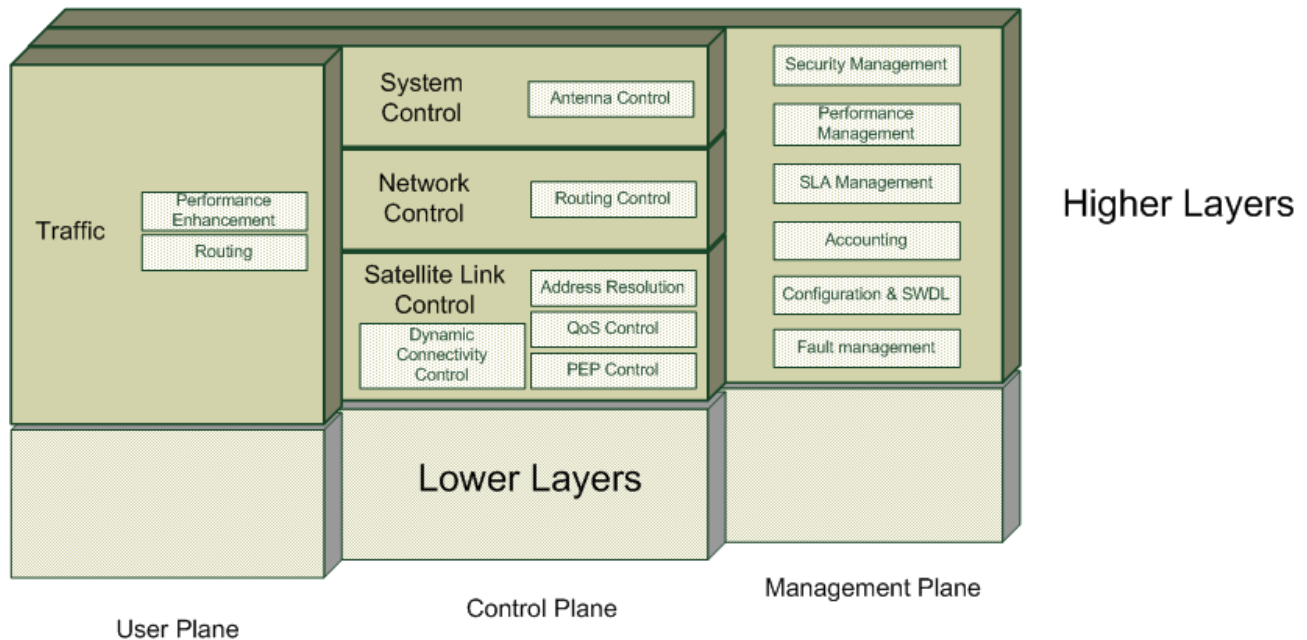 Traffic
Performance
Enhancement
Routing
System
Control
Antenna Control
Network
Control
Routing Control
Satellite Link
Control
Dynamic
Connectivity
Control
Address Resolution
QoS Control
PEP Control
Security Management
Performance
Management
SLA Management
Accounting
Configuration & SWDL
Fault management
Higher Layers
Lower Layers
User Plane
Control Plane
Management Plane